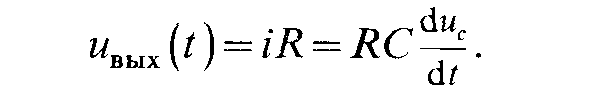 u_вых (t) = iR = RC du_c/dt.